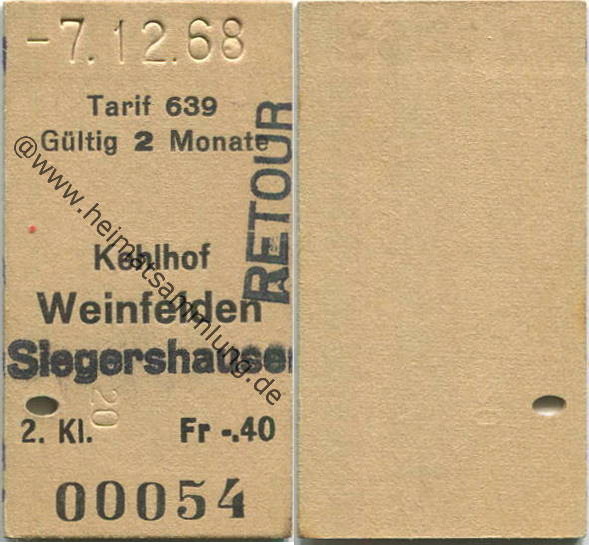 -7.12.68
Tarif 639
Gültig 2 Monate
RETOUR
@www.heimatsammlung.de
Kehlhof
Weinfelden
Siegershausen
20
2. Kl. Fr -.40
00054